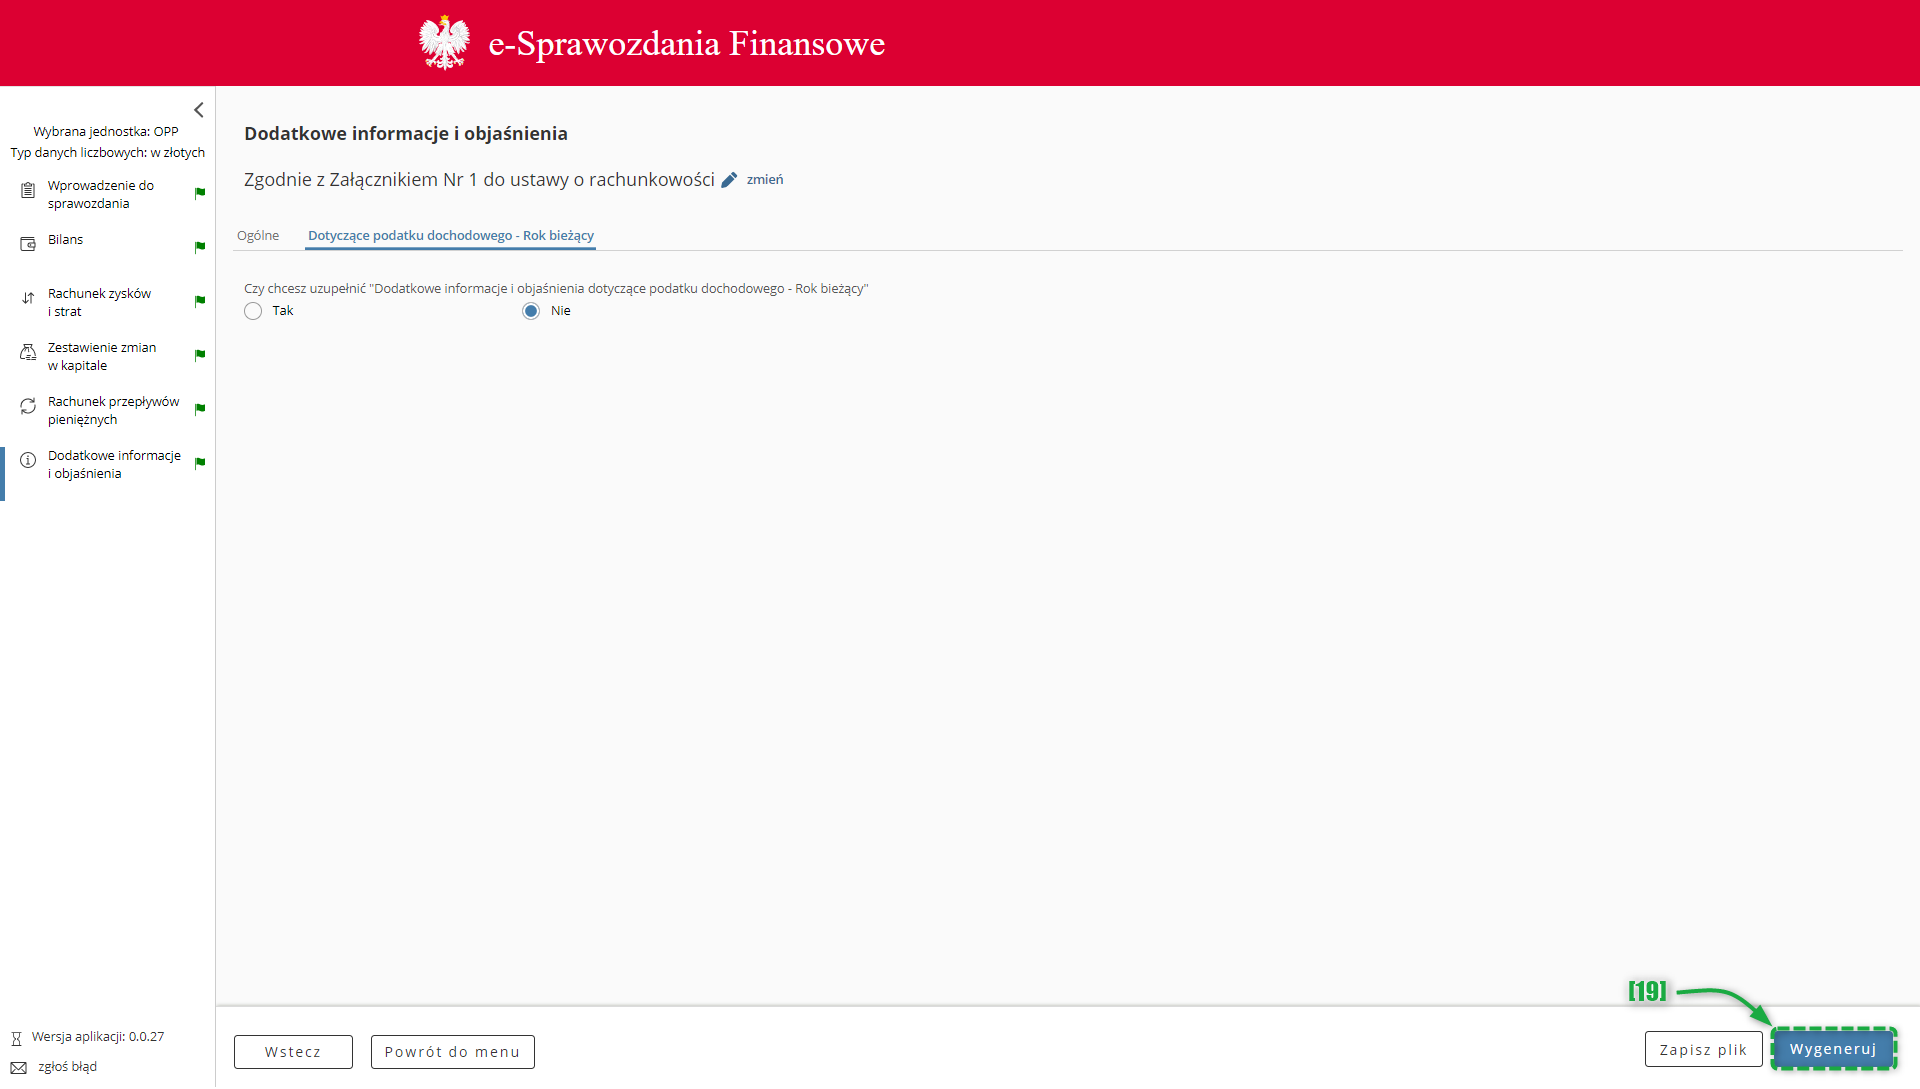 e-Sprawozdania Finansowe
Wybrana jednostka: OPP
Typ danych liczbowych: w złotych
Wprowadzenie do
sprawozdania
Bilans
Rachunek zysków
i strat
Zestawienie zmian
w kapitale
Rachunek przepływów
pieniężnych
Dodatkowe informacje
i objaśnienia
Wersja aplikacji: 0.0.27
zgłoś błąd
Dodatkowe informacje i objaśnienia
Zgodnie z Załącznikiem Nr 1 do ustawy o rachunkowości zmień
Ogólne Dotyczące podatku dochodowego - Rok bieżący
Czy chcesz uzupełnić "Dodatkowe informacje i objaśnienia dotyczące podatku dochodowego - Rok bieżący"
Tak Nie
[19]
Wstecz Powrót do menu Zapisz plik Wygeneruj